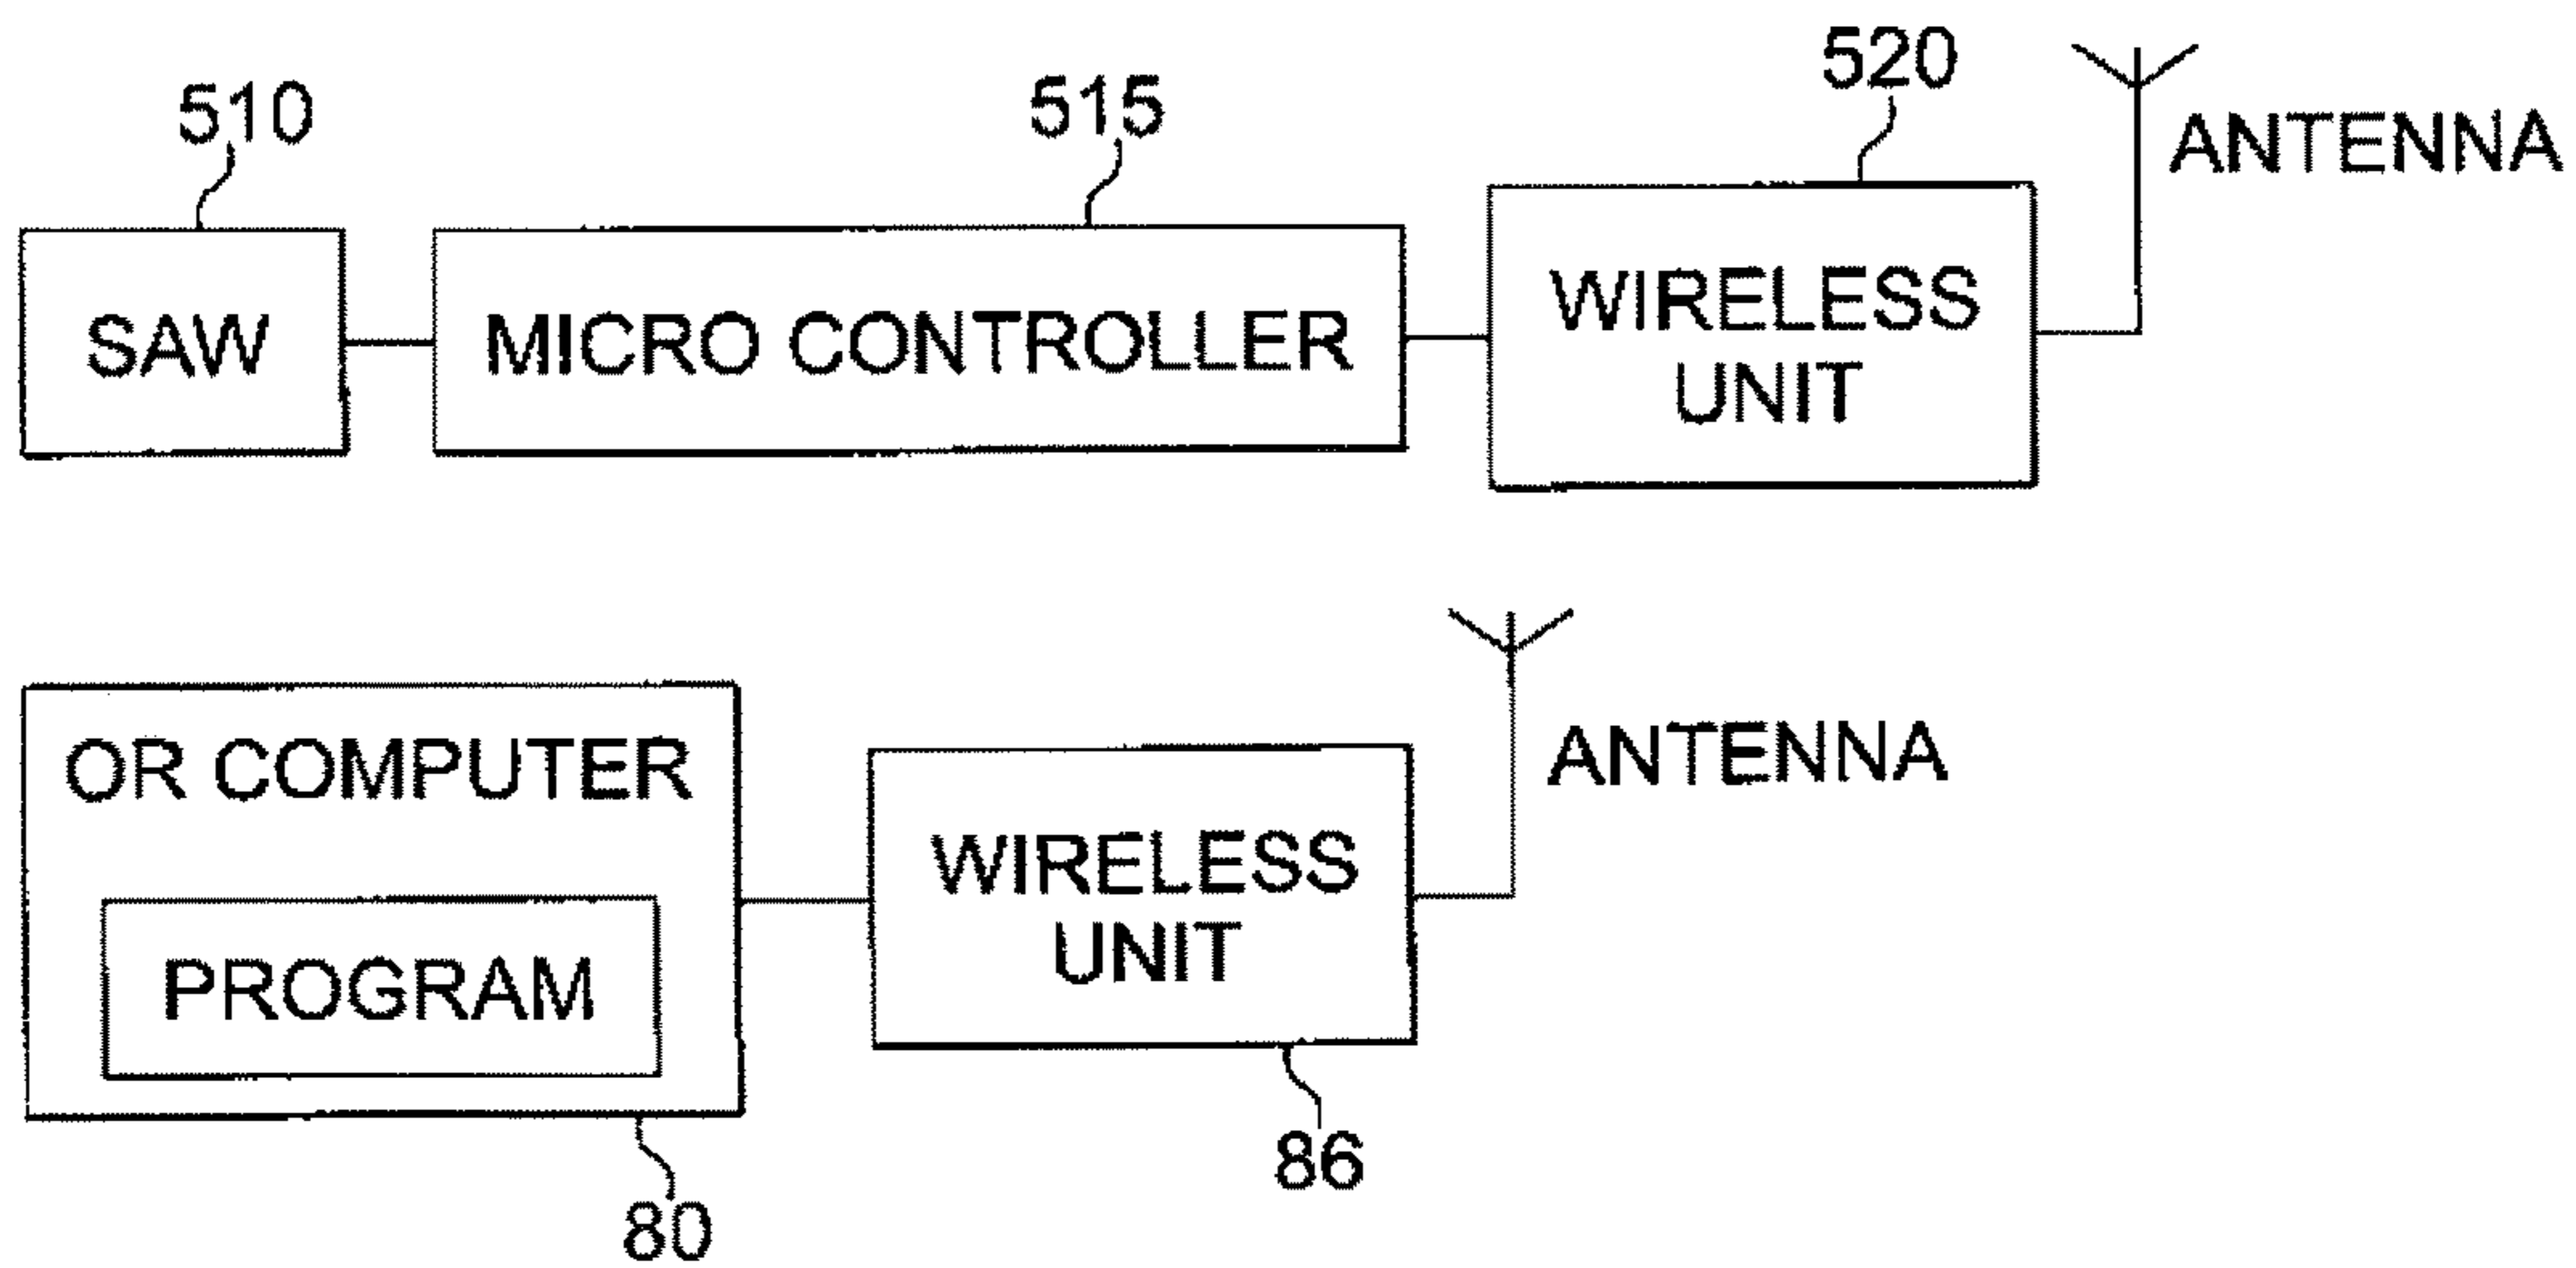 510
515
520
ANTENNA
SAW
MICRO CONTROLLER
WIRELESS
UNIT
OR COMPUTER
PROGRAM
WIRELESS
UNIT
ANTENNA
80
86